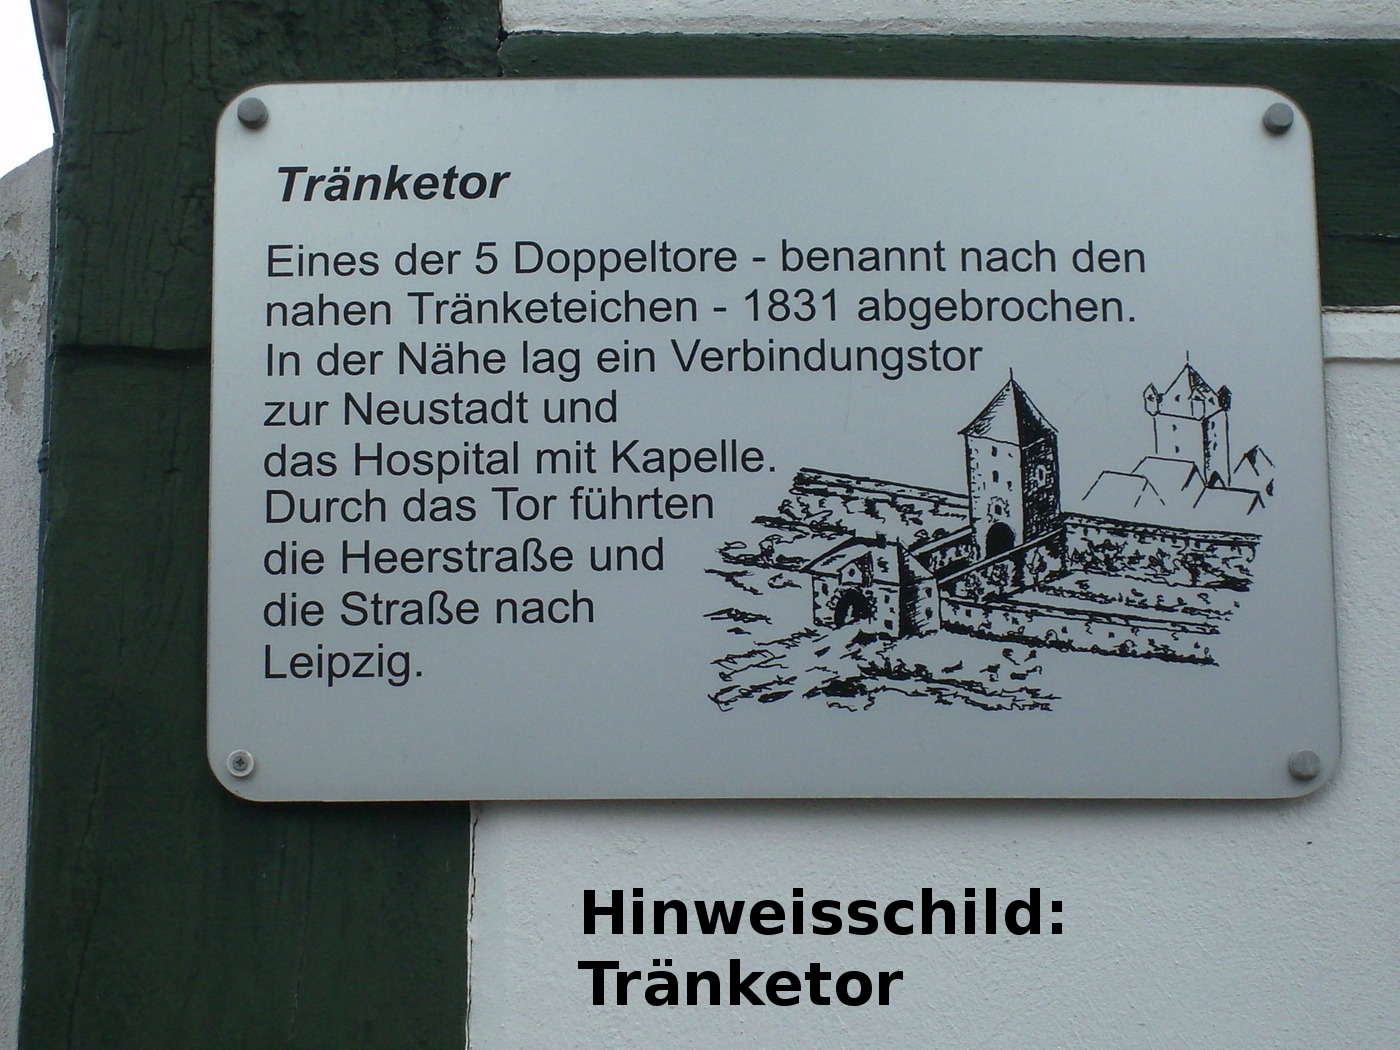 Tränketor
Eines der 5 Doppeltore - benannt nach den
nahen Tränketeichen - 1831 abgebrochen.
In der Nähe lag ein Verbindungstor
zur Neustadt und
das Hospital mit Kapelle.
Durch das Tor führten
die Heerstraße und
die Straße nach
Leipzig.
Hinweisschild:
Tränketor